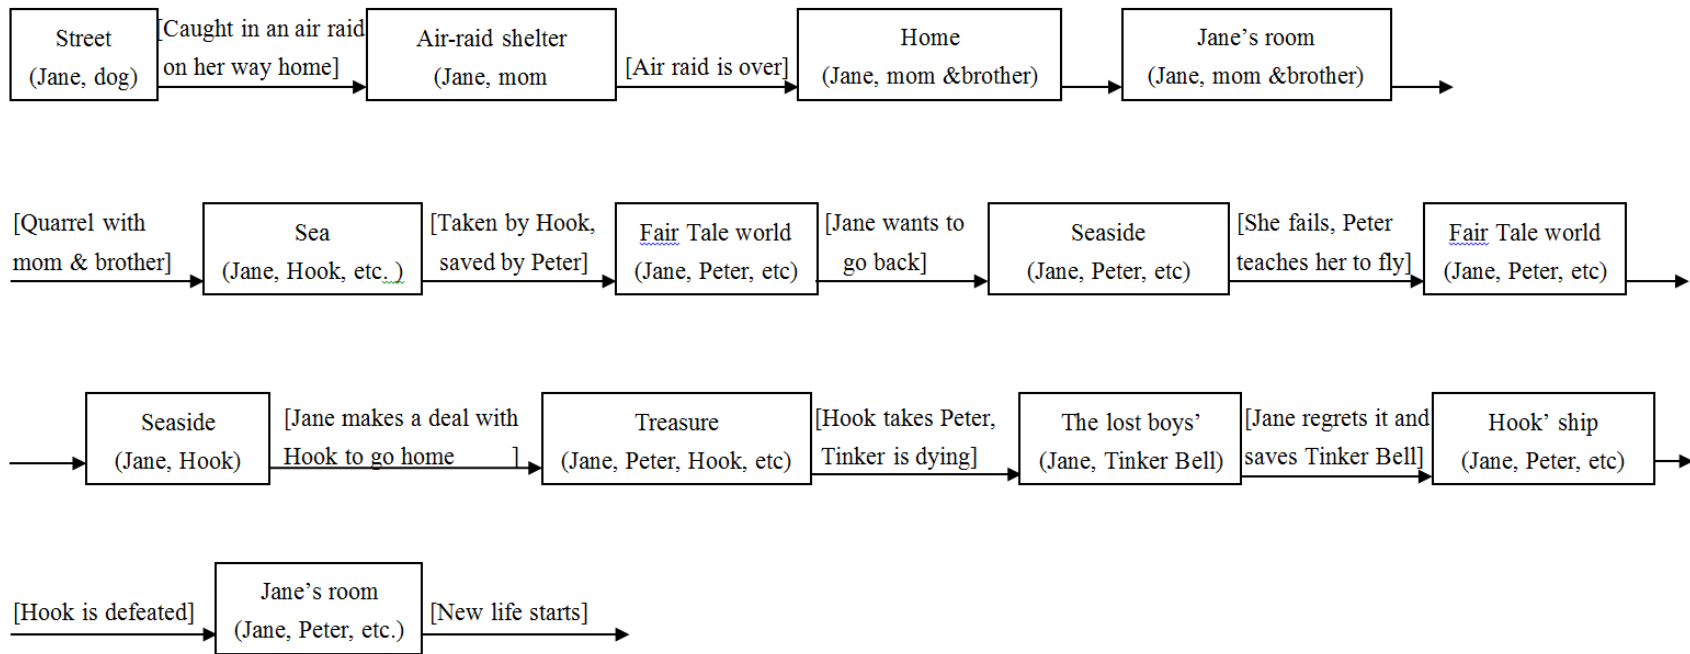 Street
(Jane, dog)
[Caught in an air raid
on her way home]
Air-raid shelter
(Jane, mom
[Air raid is over]
Home
(Jane, mom &brother)
Jane’s room
(Jane, mom &brother)
[Quarrel with
mom & brother]
Sea
(Jane, Hook, etc. )
[Taken by Hook,
saved by Peter]
Fair Tale world
(Jane, Peter, etc)
[Jane wants to
go back]
Seaside
(Jane, Peter, etc)
[She fails, Peter
teaches her to fly]
Fair Tale world
(Jane, Peter, etc)
Seaside
(Jane, Hook)
[Jane makes a deal with
Hook to go home ]
Treasure
(Jane, Peter, Hook, etc)
[Hook takes Peter,
Tinker is dying]
The lost boys’
(Jane, Tinker Bell)
[Jane regrets it and
saves Tinker Bell]
Hook’ ship
(Jane, Peter, etc)
[Hook is defeated]
Jane’s room
(Jane, Peter, etc.)
[New life starts]